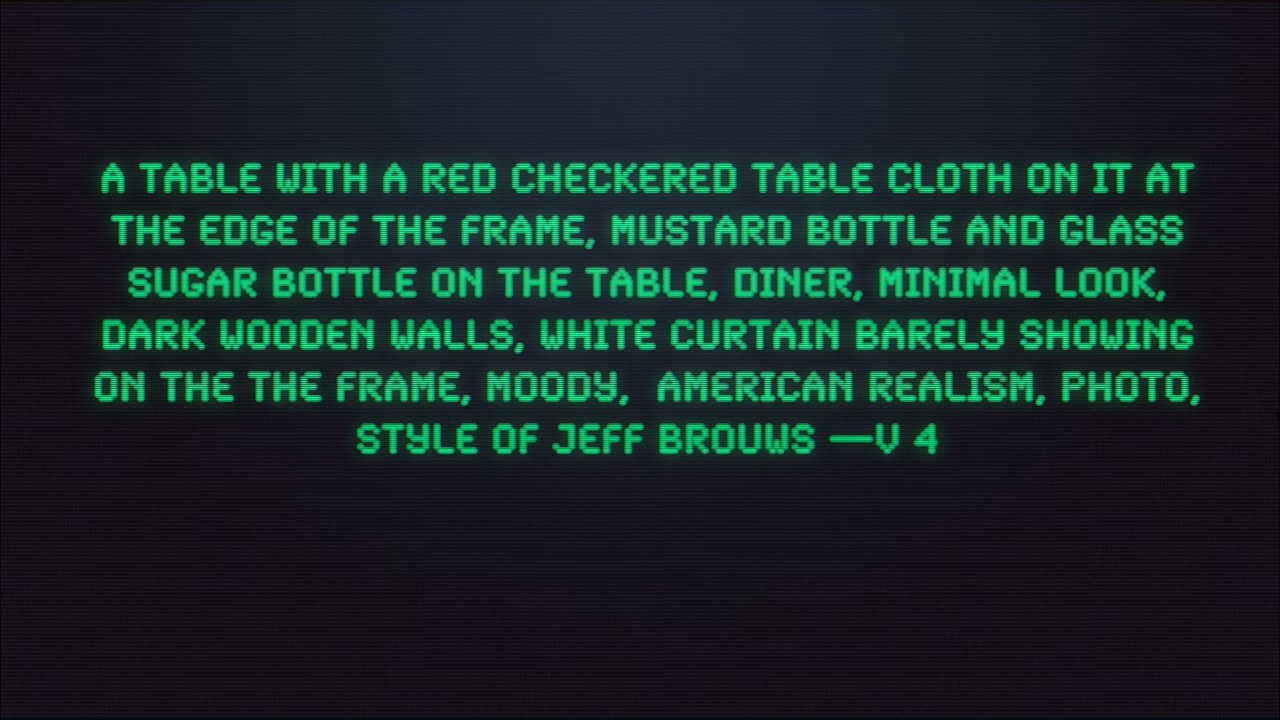 A TABLE WITH A RED CHECKERED TABLE CLOTH ON IT AT
THE EDGE OF THE FRAME, MUSTARD BOTTLE AND GLASS
SUGAR BOTTLE ON THE TABLE, DINER, MINIMAL LOOK,
DARK WOODEN WALLS, WHITE CURTAIN BARELY SHOWING
ON THE THE FRAME, MOODY,  AMERICAN REALISM, PHOTO,
STYLE OF JEFF BROUWS —V 4